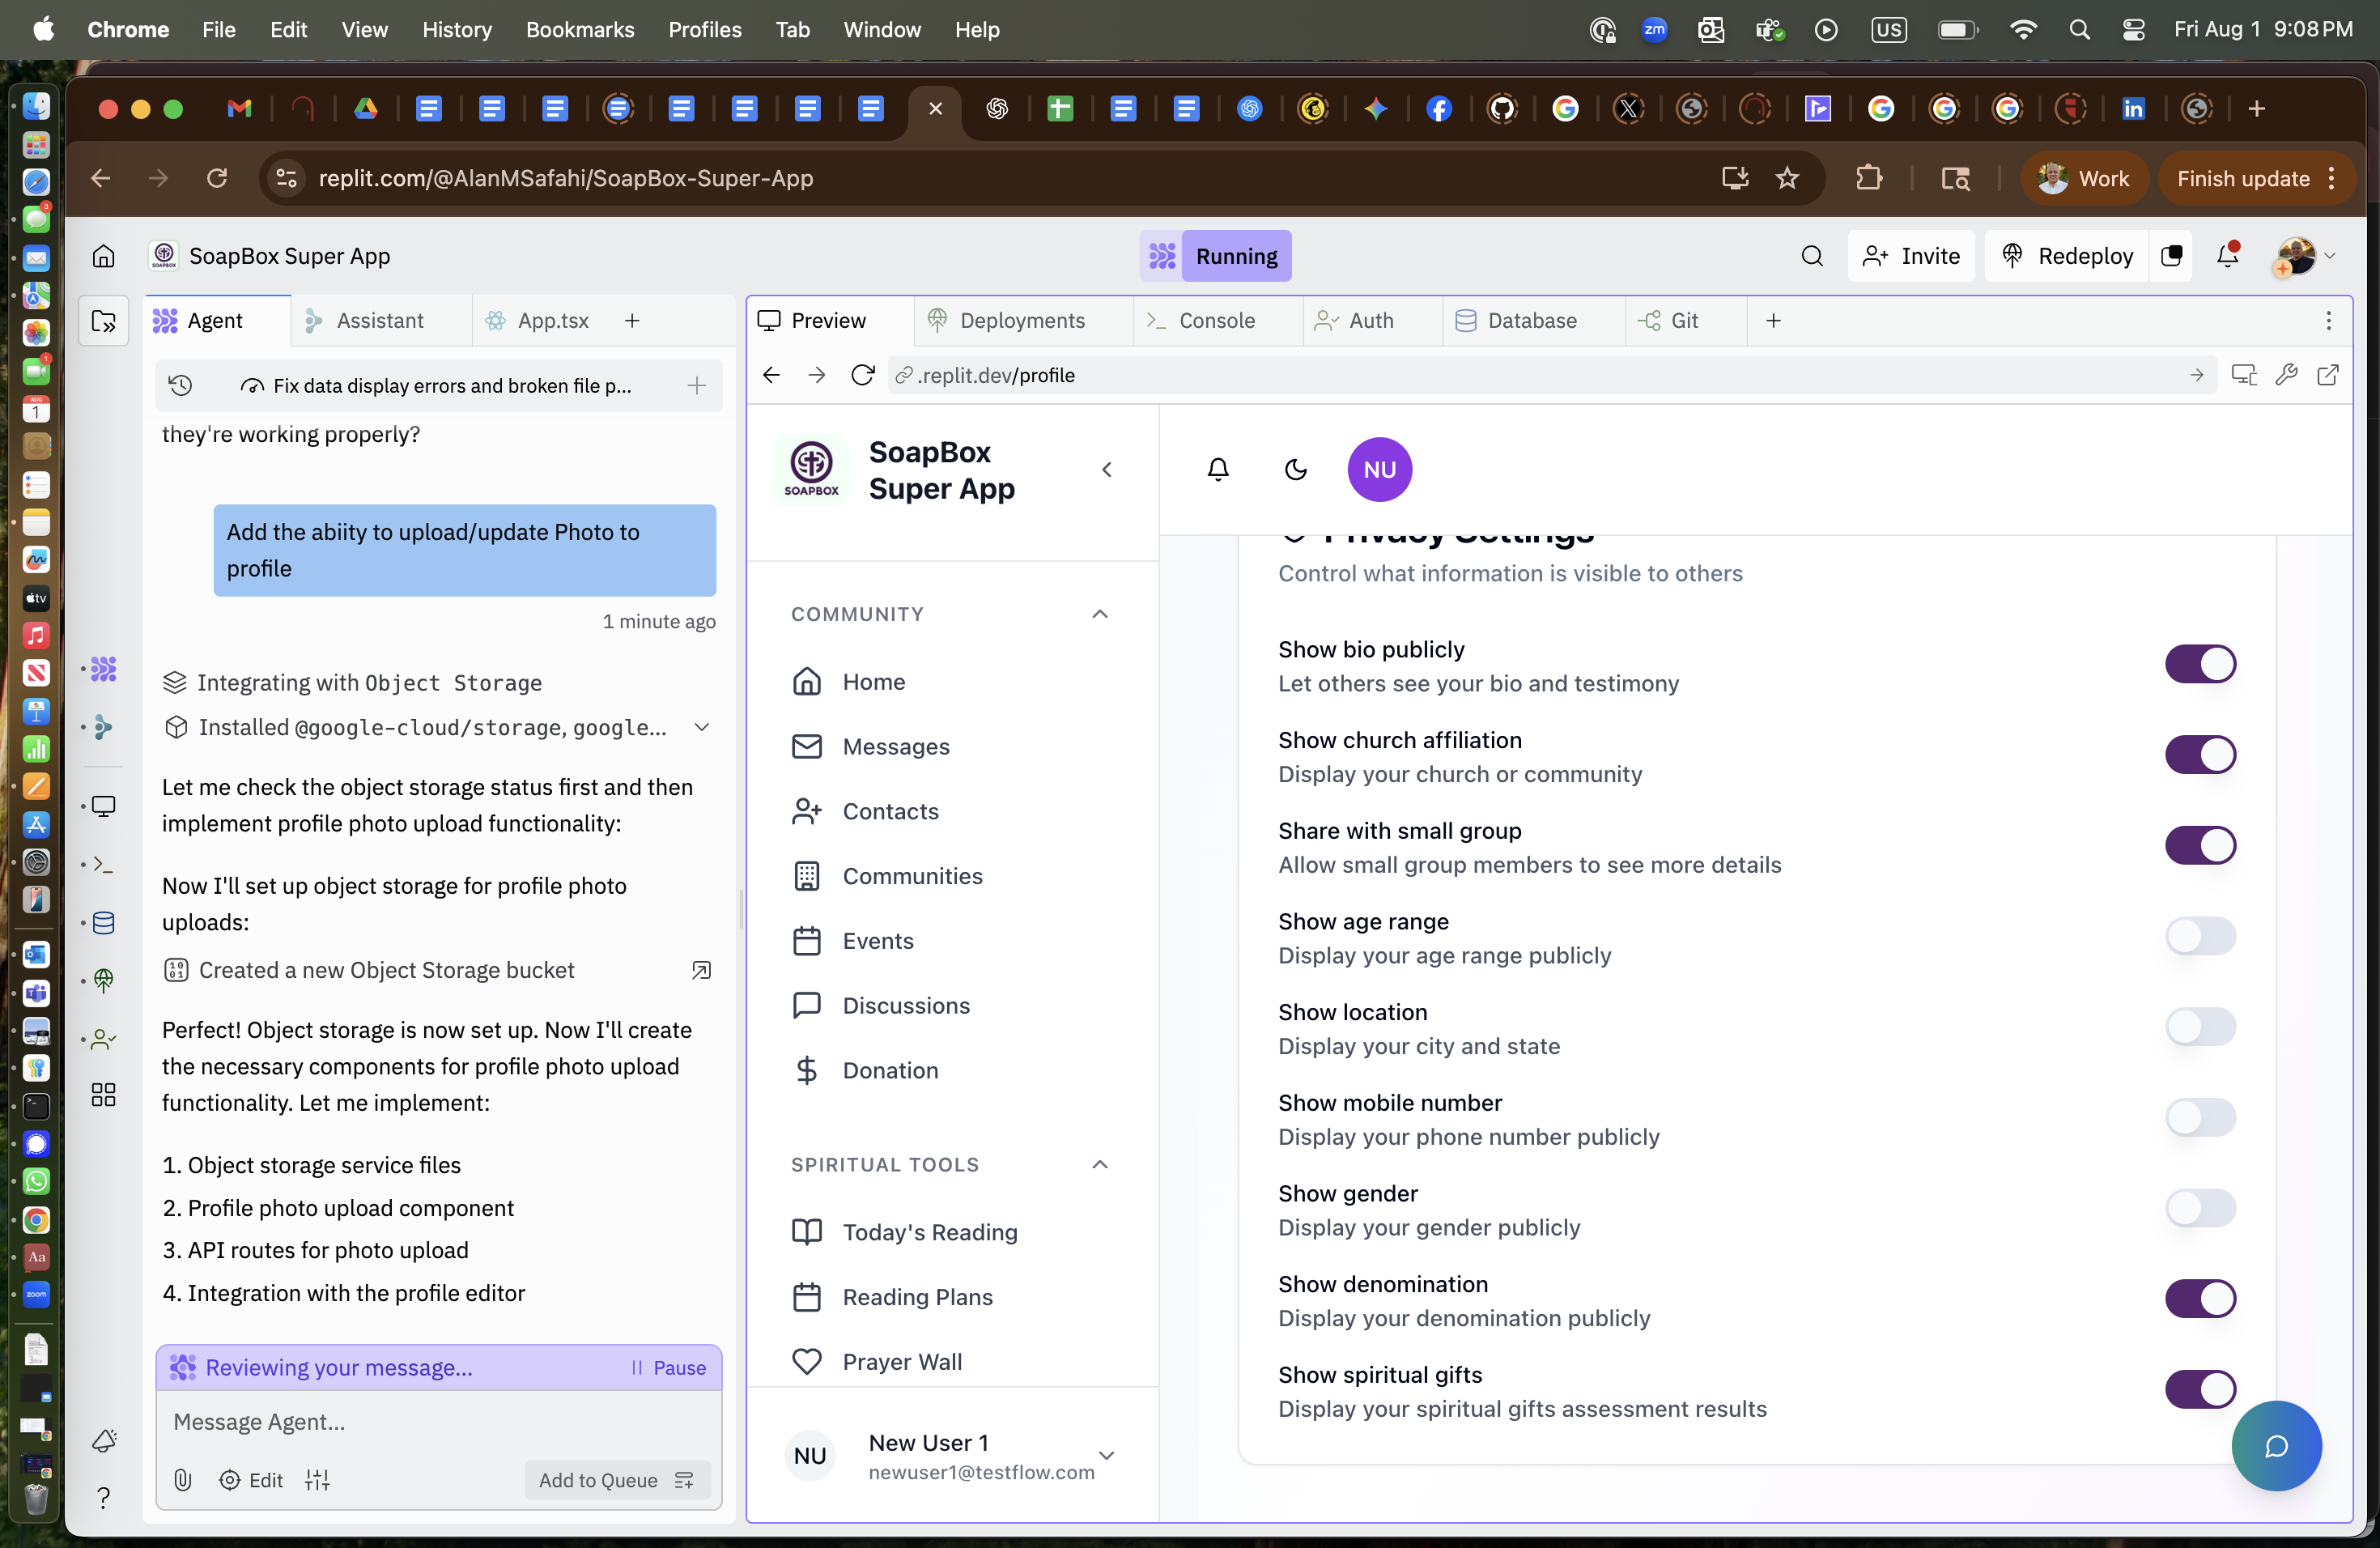 Chrome File Edit View History Bookmarks Profiles Tab Window Help
zm US Fri Aug 1 9:08 PM
replit.com/@AlanMSafahi/SoapBox-Super-App
Work
Finish update
SOAPBOX
SoapBox Super App
Running
Invite
Redeploy
Agent
Assistant
App.tsx
Fix data display errors and broken file p...
they're working properly?
Add the abiity to upload/update Photo to
profile
1 minute ago
Integrating with Object Storage
Installed @google-cloud/storage, google...
Let me check the object storage status first and then
implement profile photo upload functionality:
Now I'll set up object storage for profile photo
uploads:
Created a new Object Storage bucket
Perfect! Object storage is now set up. Now I'll create
the necessary components for profile photo upload
functionality. Let me implement:
1. Object storage service files
2. Profile photo upload component
3. API routes for photo upload
4. Integration with the profile editor
Reviewing your message...
Pause
Message Agent...
Edit
Add to Queue
Preview
Deployments
Console
Auth
Database
Git
.replit.dev/profile
SOAPBOX
SoapBox
Super App
COMMUNITY
Home
Messages
Contacts
Communities
Events
Discussions
Donation
SPIRITUAL TOOLS
Today's Reading
Reading Plans
Prayer Wall
NU
New User 1
newuser1@testflow.com
NU
Privacy Settings
Control what information is visible to others
Show bio publicly
Let others see your bio and testimony
Show church affiliation
Display your church or community
Share with small group
Allow small group members to see more details
Show age range
Display your age range publicly
Show location
Display your city and state
Show mobile number
Display your phone number publicly
Show gender
Display your gender publicly
Show denomination
Display your denomination publicly
Show spiritual gifts
Display your spiritual gifts assessment results
3
1
AUG
1
tv
Aa
zoom